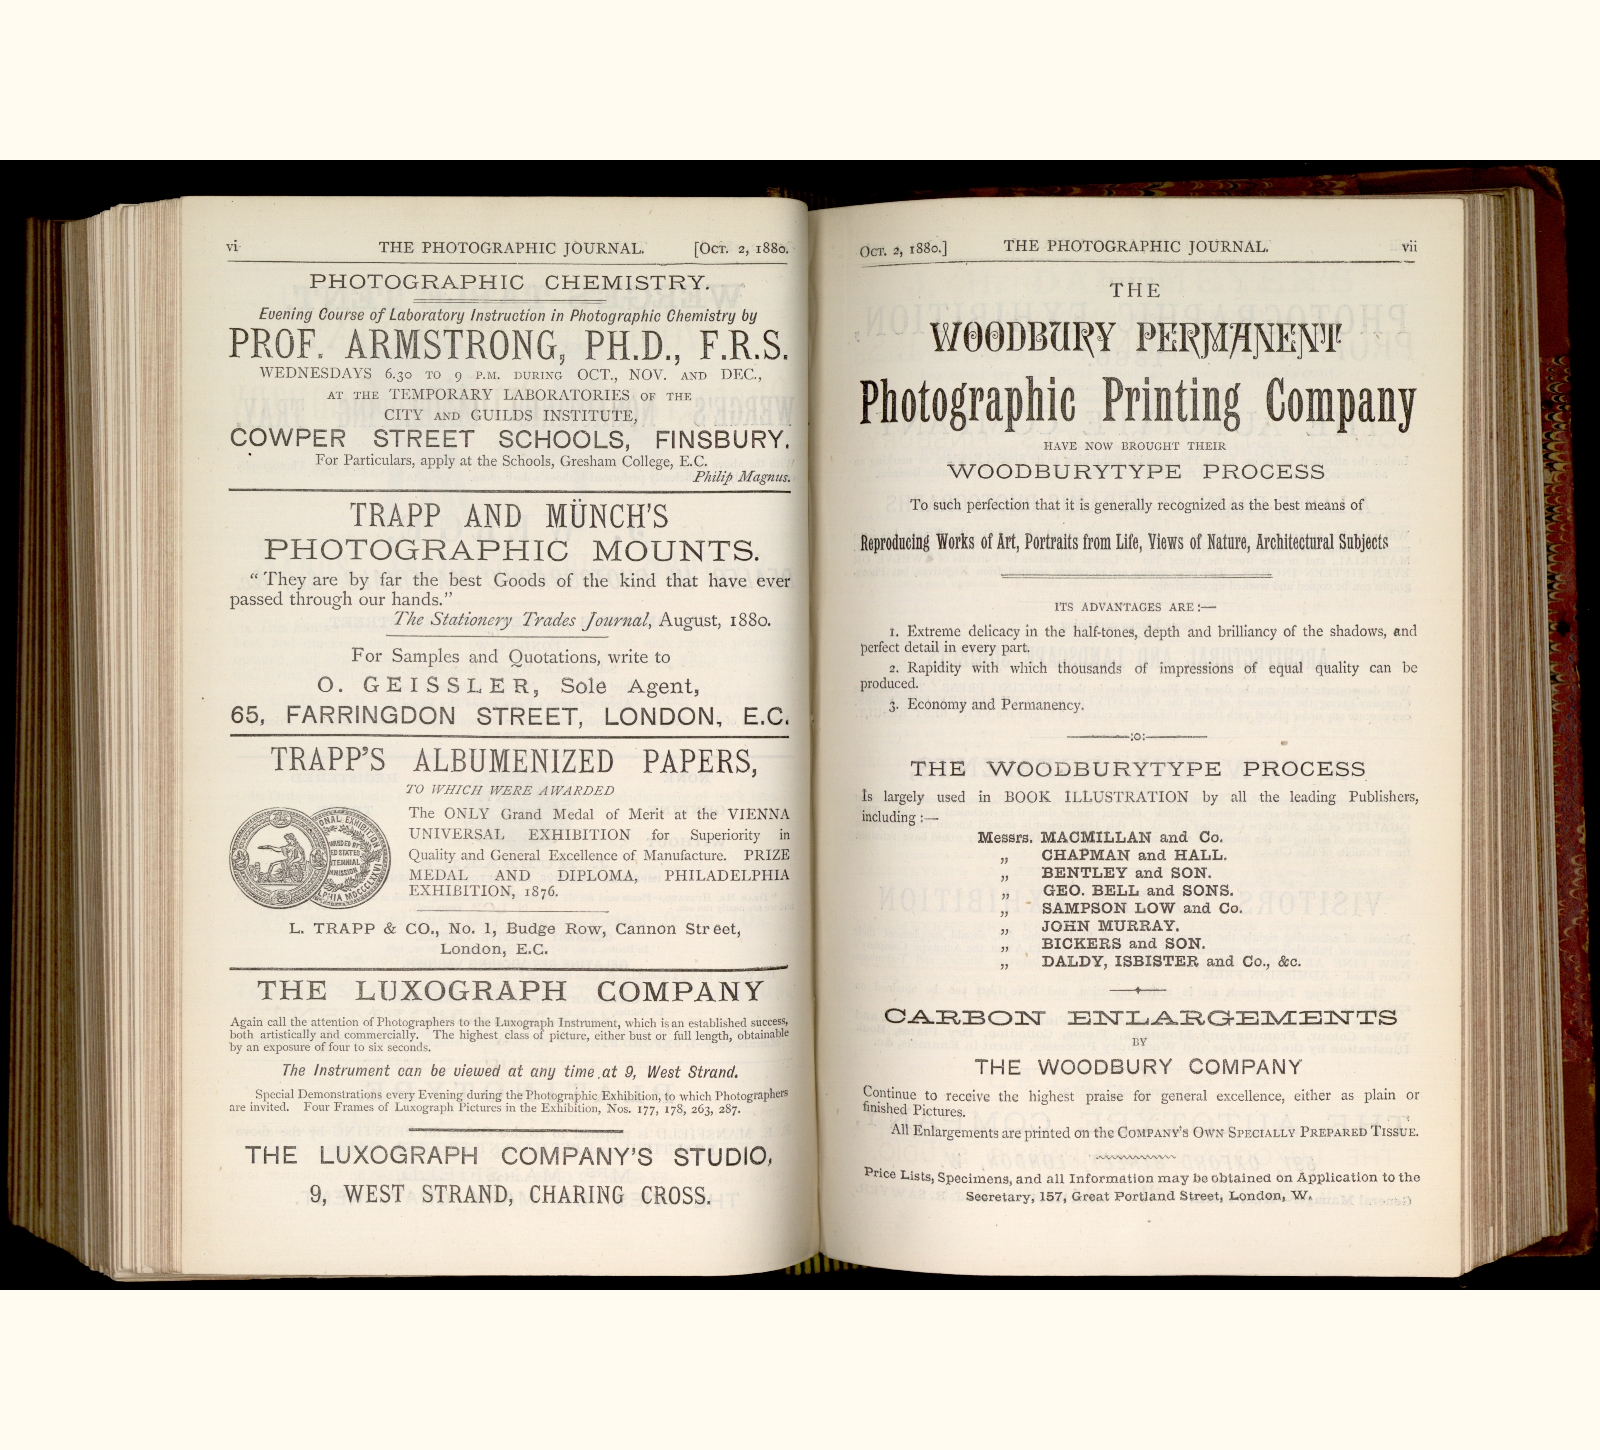 vi
THE PHOTOGRAPHIC JOURNAL.
[Oct. 2, 1880.
PHOTOGRAPHIC CHEMISTRY.
Evening Course of Laboratory Instruction in Photographic Chemistry by
PROF. ARMSTRONG, PH.D., F.R.S.
WEDNESDAYS 6.30 TO 9 P.M. DURING OCT., NOV. AND DEC.,
AT THE TEMPORARY LABORATORIES OF THE
CITY AND GUILDS INSTITUTE,
COWPER STREET SCHOOLS, FINSBURY.
For Particulars, apply at the Schools, Gresham College, E.C.
Philip Magnus.
TRAPP AND MÜNCH'S
PHOTOGRAPHIC MOUNTS.
“They are by far the best Goods of the kind that have ever
passed through our hands.”
The Stationery Trades Journal, August, 1880.
For Samples and Quotations, write to
O. GEISSLER, Sole Agent,
65, FARRINGDON STREET, LONDON, E.C.
TRAPP'S ALBUMENIZED PAPERS,
TO WHICH WERE AWARDED
The ONLY Grand Medal of Merit at the VIENNA
UNIVERSAL EXHIBITION for Superiority in
Quality and General Excellence of Manufacture. PRIZE
MEDAL AND DIPLOMA, PHILADELPHIA
EXHIBITION, 1876.
L. TRAPP & CO., No. 1, Budge Row, Cannon Street,
London, E.C.
THE LUXOGRAPH COMPANY
Again call the attention of Photographers to the Luxograph Instrument, which is an established success,
both artistically and commercially. The highest class of picture, either bust or full length, obtainable
by an exposure of four to six seconds.
The Instrument can be viewed at any time at 9, West Strand.
Special Demonstrations every Evening during the Photographic Exhibition, to which Photographers
are invited. Four Frames of Luxograph Pictures in the Exhibition, Nos. 177, 178, 263, 287.
THE LUXOGRAPH COMPANY'S STUDIO,
9, WEST STRAND, CHARING CROSS.
Oct. 2, 1880.]
THE PHOTOGRAPHIC JOURNAL.
vii
THE
WOODBURY PERMANENT
Photographic Printing Company
HAVE NOW BROUGHT THEIR
WOODBURYTYPE PROCESS
To such perfection that it is generally recognized as the best means of
Reproducing Works of Art, Portraits from Life, Views of Nature, Architectural Subjects
ITS ADVANTAGES ARE:—
1. Extreme delicacy in the half-tones, depth and brilliancy of the shadows, and
perfect detail in every part.
2. Rapidity with which thousands of impressions of equal quality can be
produced.
3. Economy and Permanency.
:o:
THE WOODBURYTYPE PROCESS
Is largely used in BOOK ILLUSTRATION by all the leading Publishers,
including:—
Messrs. MACMILLAN and Co.
„ CHAPMAN and HALL.
„ BENTLEY and SON.
„ GEO. BELL and SONS.
„ SAMPSON LOW and Co.
„ JOHN MURRAY.
„ BICKERS and SON.
„ DALDY, ISBISTER and Co., &c.
CARBON ENLARGEMENTS
BY
THE WOODBURY COMPANY
Continue to receive the highest praise for general excellence, either as plain or
finished Pictures.
All Enlargements are printed on the COMPANY'S OWN SPECIALLY PREPARED TISSUE.
Price Lists, Specimens, and all Information may be obtained on Application to the
Secretary, 157, Great Portland Street, London, W.